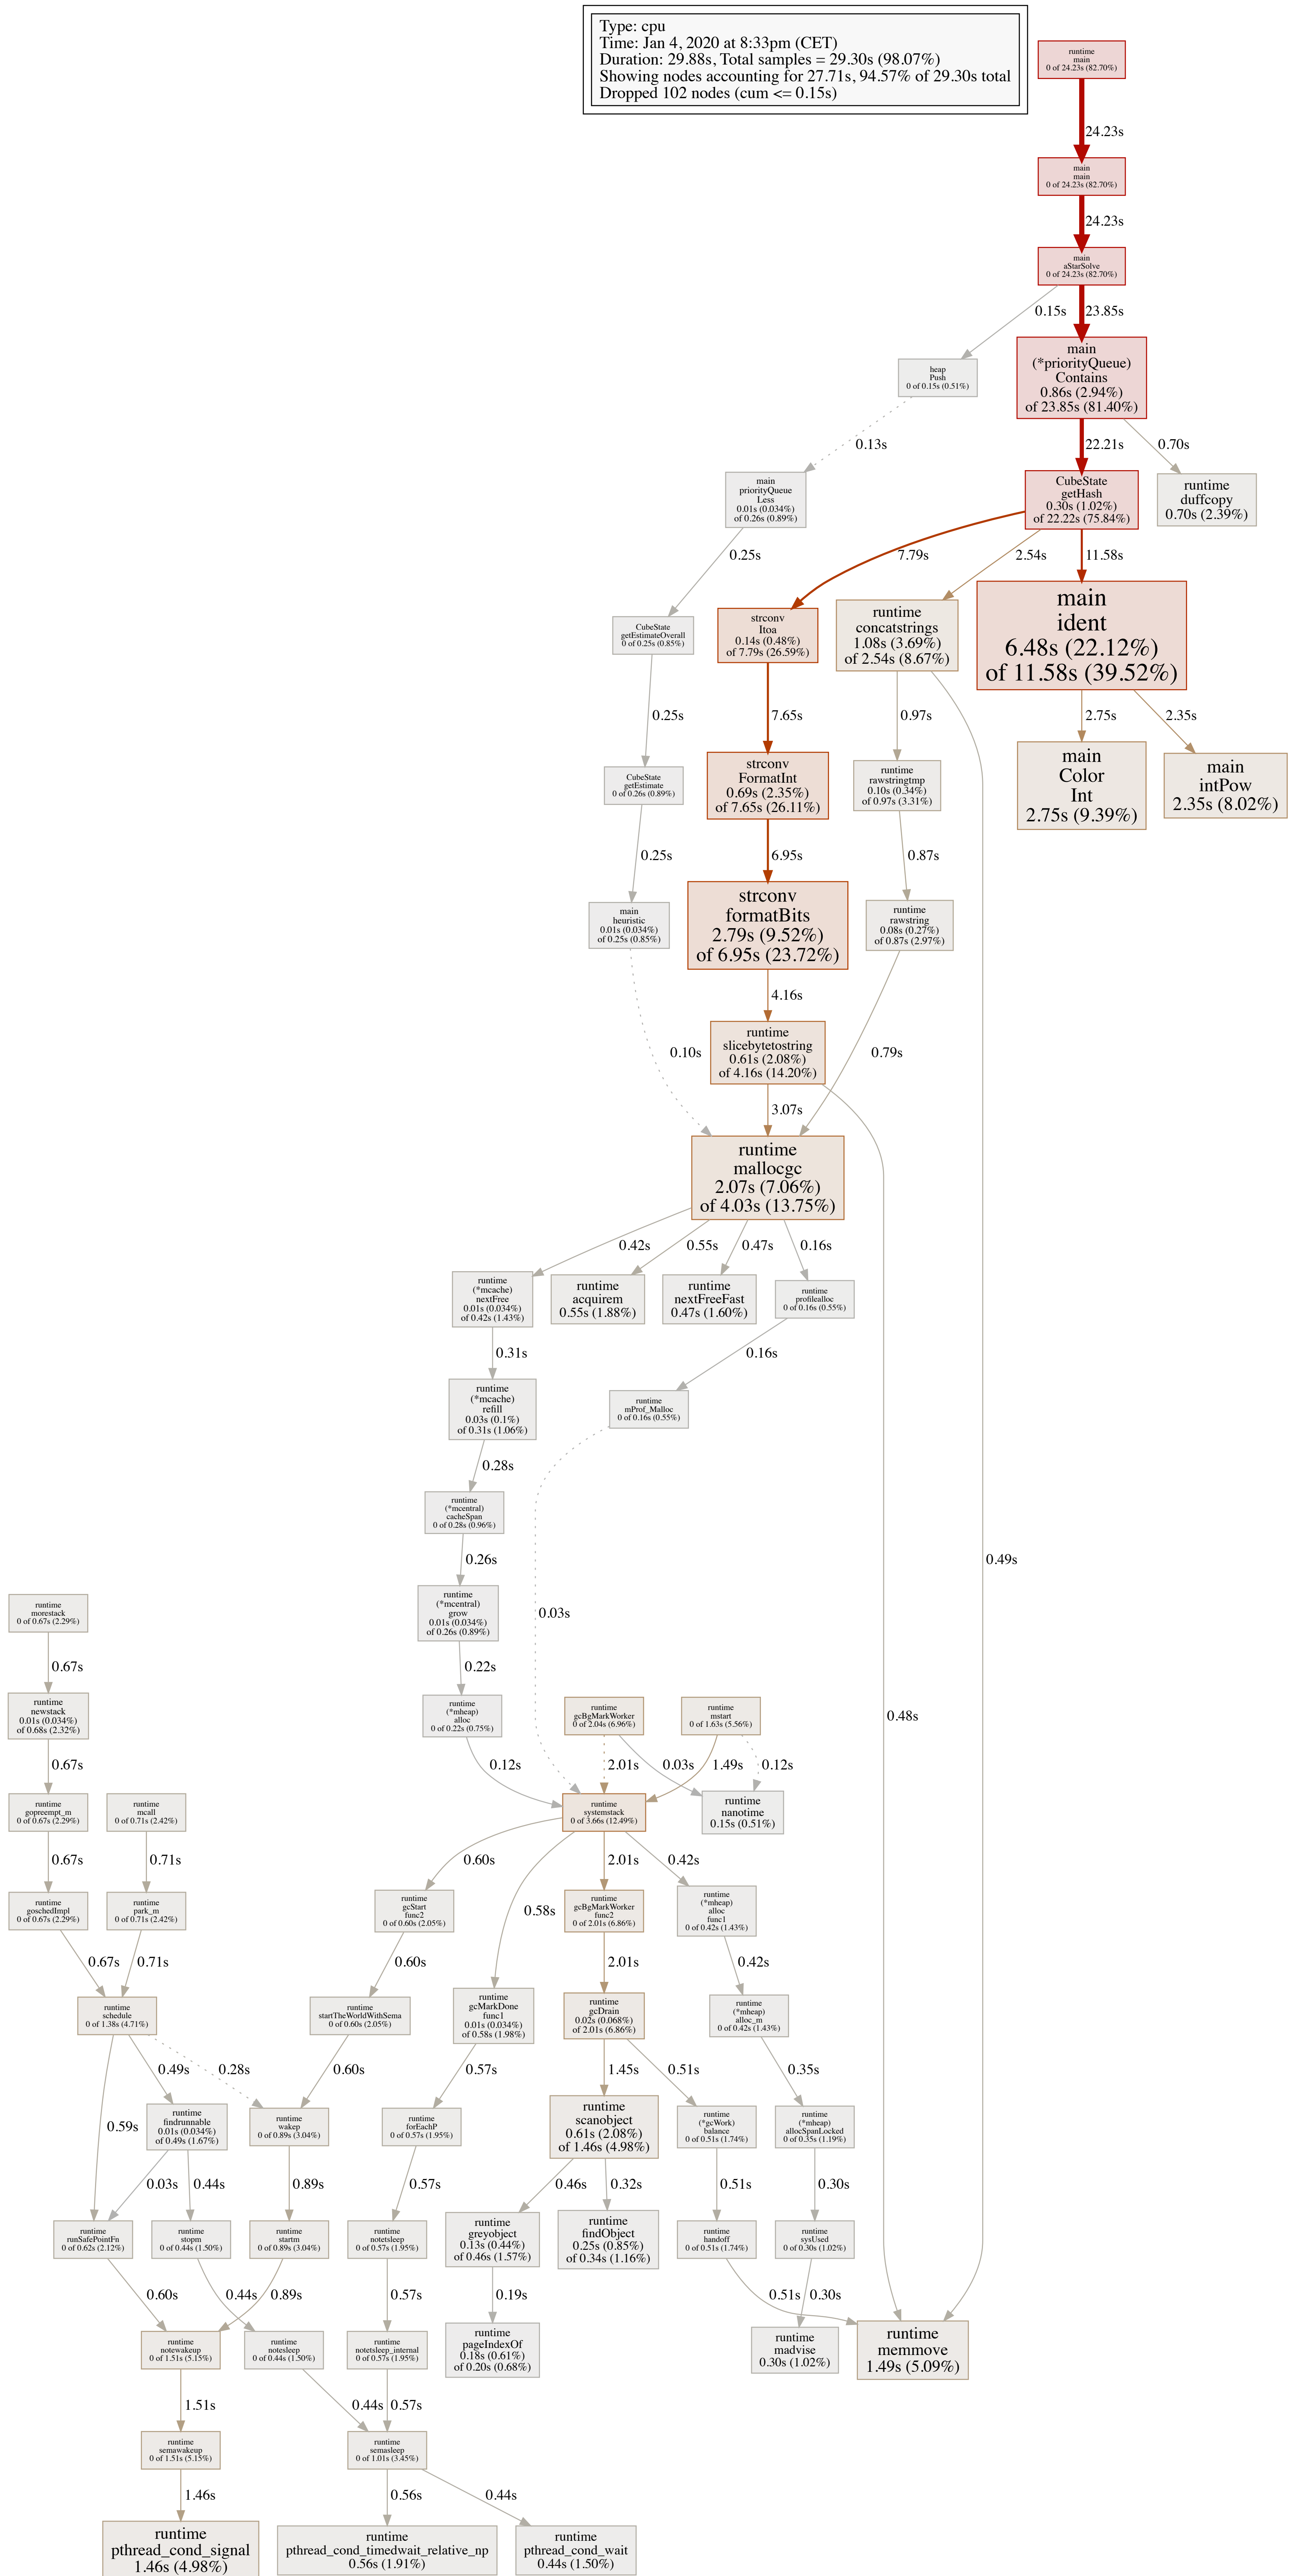 Type: cpu
Time: Jan 4, 2020 at 8:33pm (CET)
Duration: 29.88s, Total samples = 29.30s (98.07%)
Showing nodes accounting for 27.71s, 94.57% of 29.30s total
Dropped 102 nodes (cum <= 0.15s)
runtime
main
0 of 24.23s (82.70%)
24.23s
main
main
0 of 24.23s (82.70%)
24.23s
main
aStarSolve
0 of 24.23s (82.70%)
0.15s
23.85s
heap
Push
0 of 0.15s (0.51%)
main
(*priorityQueue)
Contains
0.86s (2.94%)
of 23.85s (81.40%)
0.13s
22.21s
0.70s
main
priorityQueue
Less
0.01s (0.034%)
of 0.26s (0.89%)
CubeState
getHash
0.30s (1.02%)
of 22.22s (75.84%)
runtime
duffcopy
0.70s (2.39%)
0.25s
7.79s
2.54s
11.58s
CubeState
getEstimateOverall
0 of 0.25s (0.85%)
strconv
Itoa
0.14s (0.48%)
of 7.79s (26.59%)
runtime
concatstrings
1.08s (3.69%)
of 2.54s (8.67%)
main
ident
6.48s (22.12%)
of 11.58s (39.52%)
0.25s
7.65s
0.97s
2.75s
2.35s
CubeState
getEstimate
0 of 0.26s (0.89%)
strconv
FormatInt
0.69s (2.35%)
of 7.65s (26.11%)
runtime
rawstringtmp
0.10s (0.34%)
of 0.97s (3.31%)
main
Color
Int
2.75s (9.39%)
main
intPow
2.35s (8.02%)
0.25s
6.95s
0.87s
main
heuristic
0.01s (0.034%)
of 0.25s (0.85%)
strconv
formatBits
2.79s (9.52%)
of 6.95s (23.72%)
runtime
rawstring
0.08s (0.27%)
of 0.87s (2.97%)
4.16s
runtime
slicebytetostring
0.61s (2.08%)
of 4.16s (14.20%)
0.10s
0.79s
3.07s
runtime
mallocgc
2.07s (7.06%)
of 4.03s (13.75%)
0.42s
0.55s
0.47s
0.16s
runtime
(*mcache)
nextFree
0.01s (0.034%)
of 0.42s (1.43%)
runtime
acquirem
0.55s (1.88%)
runtime
nextFreeFast
0.47s (1.60%)
runtime
profilealloc
0 of 0.16s (0.55%)
0.31s
0.16s
runtime
(*mcache)
refill
0.03s (0.1%)
of 0.31s (1.06%)
runtime
mProf_Malloc
0 of 0.16s (0.55%)
0.28s
runtime
(*mcentral)
cacheSpan
0 of 0.28s (0.96%)
0.26s
0.49s
runtime
(*mcentral)
grow
0.01s (0.034%)
of 0.26s (0.89%)
0.03s
runtime
morestack
0 of 0.67s (2.29%)
0.67s
0.22s
runtime
newstack
0.01s (0.034%)
of 0.68s (2.32%)
runtime
(*mheap)
alloc
0 of 0.22s (0.75%)
runtime
gcBgMarkWorker
0 of 2.04s (6.96%)
runtime
mstart
0 of 1.63s (5.56%)
0.48s
0.67s
0.12s
2.01s
0.03s
1.49s
0.12s
runtime
gopreempt_m
0 of 0.67s (2.29%)
runtime
mcall
0 of 0.71s (2.42%)
runtime
systemstack
0 of 3.66s (12.49%)
runtime
nanotime
0.15s (0.51%)
0.67s
0.71s
0.60s
2.01s
0.42s
runtime
goschedImpl
0 of 0.67s (2.29%)
runtime
park_m
0 of 0.71s (2.42%)
runtime
gcStart
func2
0 of 0.60s (2.05%)
0.58s
runtime
gcBgMarkWorker
func2
0 of 2.01s (6.86%)
runtime
(*mheap)
alloc
func1
0 of 0.42s (1.43%)
0.67s
0.71s
0.60s
2.01s
0.42s
runtime
schedule
0 of 1.38s (4.71%)
runtime
startTheWorldWithSema
0 of 0.60s (2.05%)
runtime
gcMarkDone
func1
0.01s (0.034%)
of 0.58s (1.98%)
runtime
gcDrain
0.02s (0.068%)
of 2.01s (6.86%)
runtime
(*mheap)
alloc_m
0 of 0.42s (1.43%)
0.49s
0.28s
0.60s
0.57s
1.45s
0.51s
0.35s
0.59s
runtime
findrunnable
0.01s (0.034%)
of 0.49s (1.67%)
runtime
wakep
0 of 0.89s (3.04%)
runtime
forEachP
0 of 0.57s (1.95%)
runtime
scanobject
0.61s (2.08%)
of 1.46s (4.98%)
runtime
(*gcWork)
balance
0 of 0.51s (1.74%)
runtime
(*mheap)
allocSpanLocked
0 of 0.35s (1.19%)
0.03s
0.44s
0.89s
0.57s
0.46s
0.32s
0.51s
0.30s
runtime
runSafePointFn
0 of 0.62s (2.12%)
runtime
stopm
0 of 0.44s (1.50%)
runtime
startm
0 of 0.89s (3.04%)
runtime
notetsleep
0 of 0.57s (1.95%)
runtime
greyobject
0.13s (0.44%)
of 0.46s (1.57%)
runtime
findObject
0.25s (0.85%)
of 0.34s (1.16%)
runtime
handoff
0 of 0.51s (1.74%)
runtime
sysUsed
0 of 0.30s (1.02%)
0.60s
0.44s
0.89s
0.57s
0.19s
0.51s
0.30s
runtime
notewakeup
0 of 1.51s (5.15%)
runtime
notesleep
0 of 0.44s (1.50%)
runtime
notetsleep_internal
0 of 0.57s (1.95%)
runtime
pageIndexOf
0.18s (0.61%)
of 0.20s (0.68%)
runtime
madvise
0.30s (1.02%)
runtime
memmove
1.49s (5.09%)
1.51s
0.44s
0.57s
runtime
semawakeup
0 of 1.51s (5.15%)
runtime
semasleep
0 of 1.01s (3.45%)
1.46s
0.56s
0.44s
runtime
pthread_cond_signal
1.46s (4.98%)
runtime
pthread_cond_timedwait_relative_np
0.56s (1.91%)
runtime
pthread_cond_wait
0.44s (1.50%)